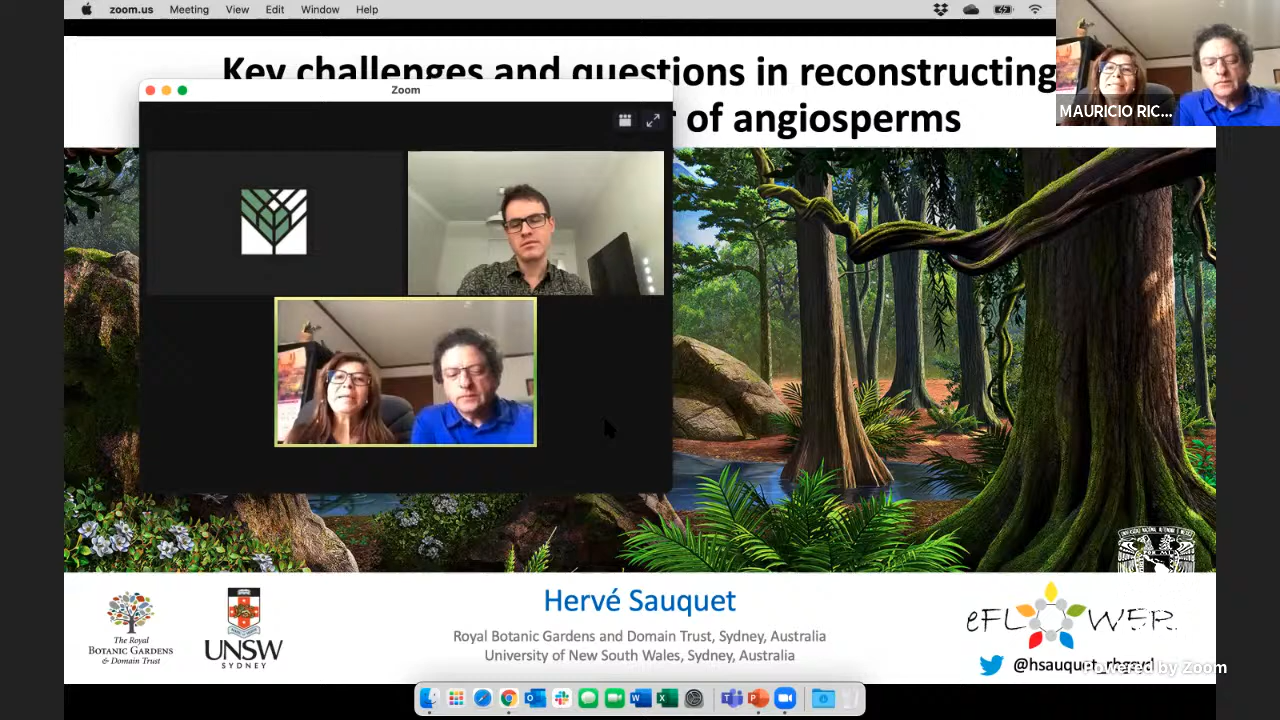 zoom.us Meeting View Edit Window Help
Key challenges and questions in reconstructing
of angiosperms
Zoom
MAURICIO RIC...
Hervé Sauquet
Royal Botanic Gardens and Domain Trust, Sydney, Australia
University of New South Wales, Sydney, Australia
The Royal
BOTANIC GARDENS
& Domain Trust
UNSW
SYDNEY
eFLOWER
Powered by Zoom